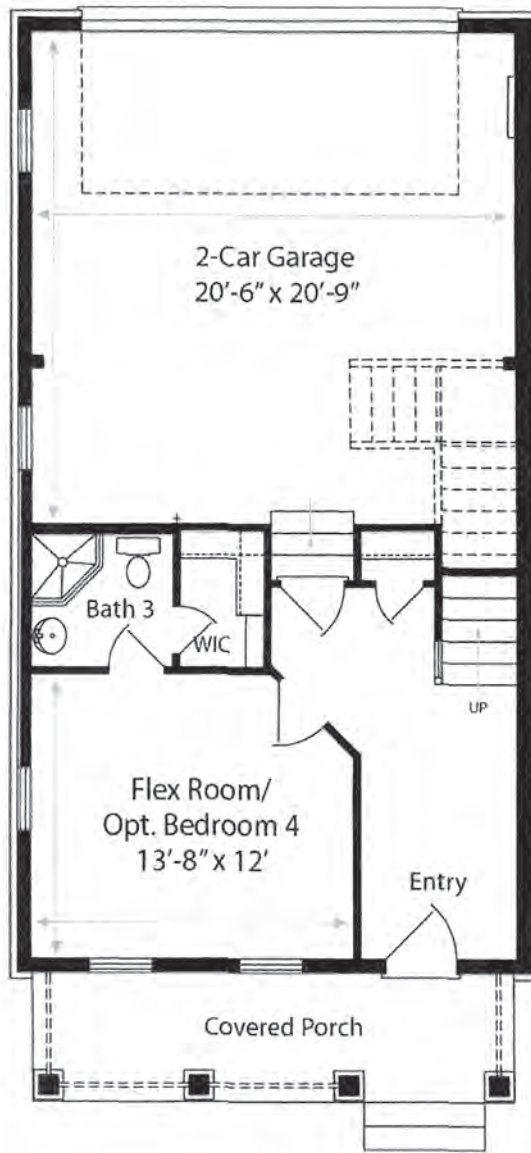 2-Car Garage
20'-6" x 20'-9"
Bath 3
WIC
UP
Flex Room/
Opt. Bedroom 4
13'-8" x 12'
Entry
Covered Porch